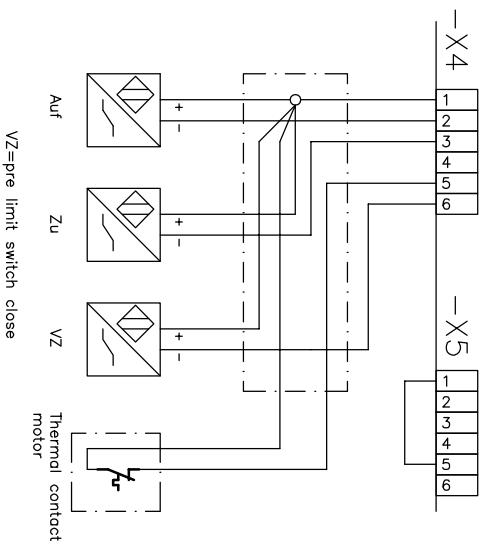 -X4
1
2
3
4
5
6
-X5
1
2
3
4
5
6
+
-
+
-
+
-
Auf
Zu
VZ
Thermal contact
motor
VZ=pre limit switch close